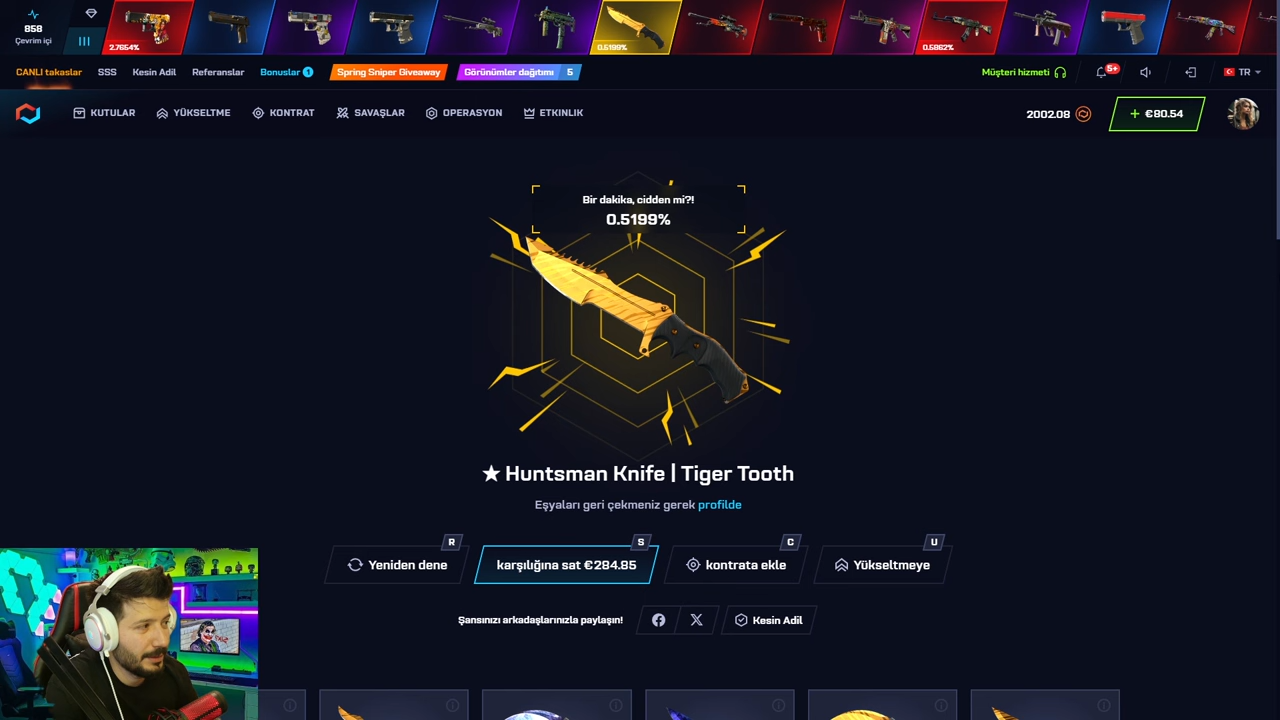 858
Çevrim içi
2.7654%
0.5199%
0.5862%
CANLI takaslar
SSS
Kesin Adil
Referanslar
Bonuslar 1
Spring Sniper Giveaway
Görünümler dağıtımı 5
Müşteri hizmeti
5+
TR
KUTULAR
YÜKSELTME
KONTRAT
SAVAŞLAR
OPERASYON
ETKINLIK
2002.08
+ €80.54
Bir dakika, cidden mi?!
0.5199%
★ Huntsman Knife | Tiger Tooth
Eşyaları geri çekmeniz gerek profilde
R
S
C
U
Yeniden dene
karşılığına sat €284.85
kontrata ekle
Yükseltmeye
Şansınızı arkadaşlarınızla paylaşın!
Kesin Adil